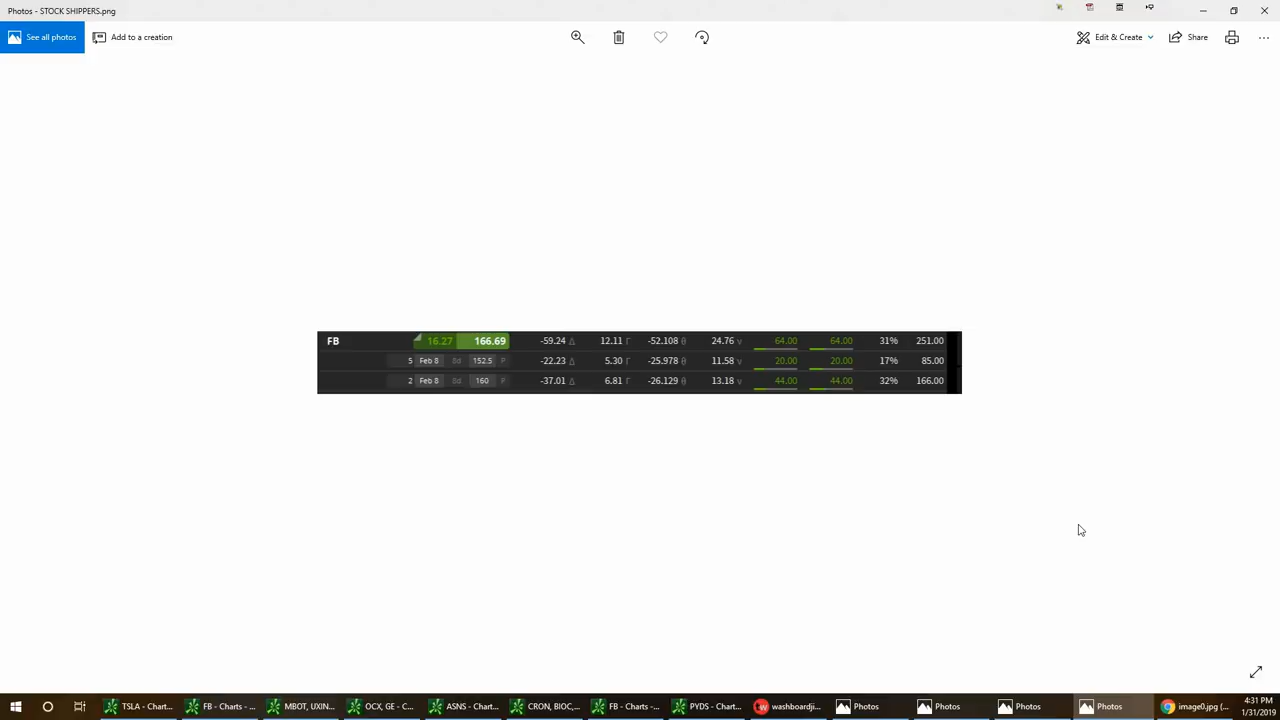 Photos - STOCK SHIPPERS.png
See all photos
Add to a creation
Edit & Create
Share
FB 16.27 166.69 -59.24 Δ 12.11 Γ -52.108 θ 24.76 v 64.00 64.00 31% 251.00
5 Feb 8 8d 152.5 P -22.23 Δ 5.30 Γ -25.978 θ 11.58 v 20.00 20.00 17% 85.00
2 Feb 8 8d 160 P -37.01 Δ 6.81 Γ -26.129 θ 13.18 v 44.00 44.00 32% 166.00
TSLA - Chart...
FB - Charts - ...
MBOT, UXIN...
OCX, GE - C...
ASNS - Chart...
CRON, BIOC,...
FB - Charts -...
PYDS - Chart...
washboardji...
Photos
Photos
Photos
Photos
image0.jpg (...
4:31 PM
1/31/2019